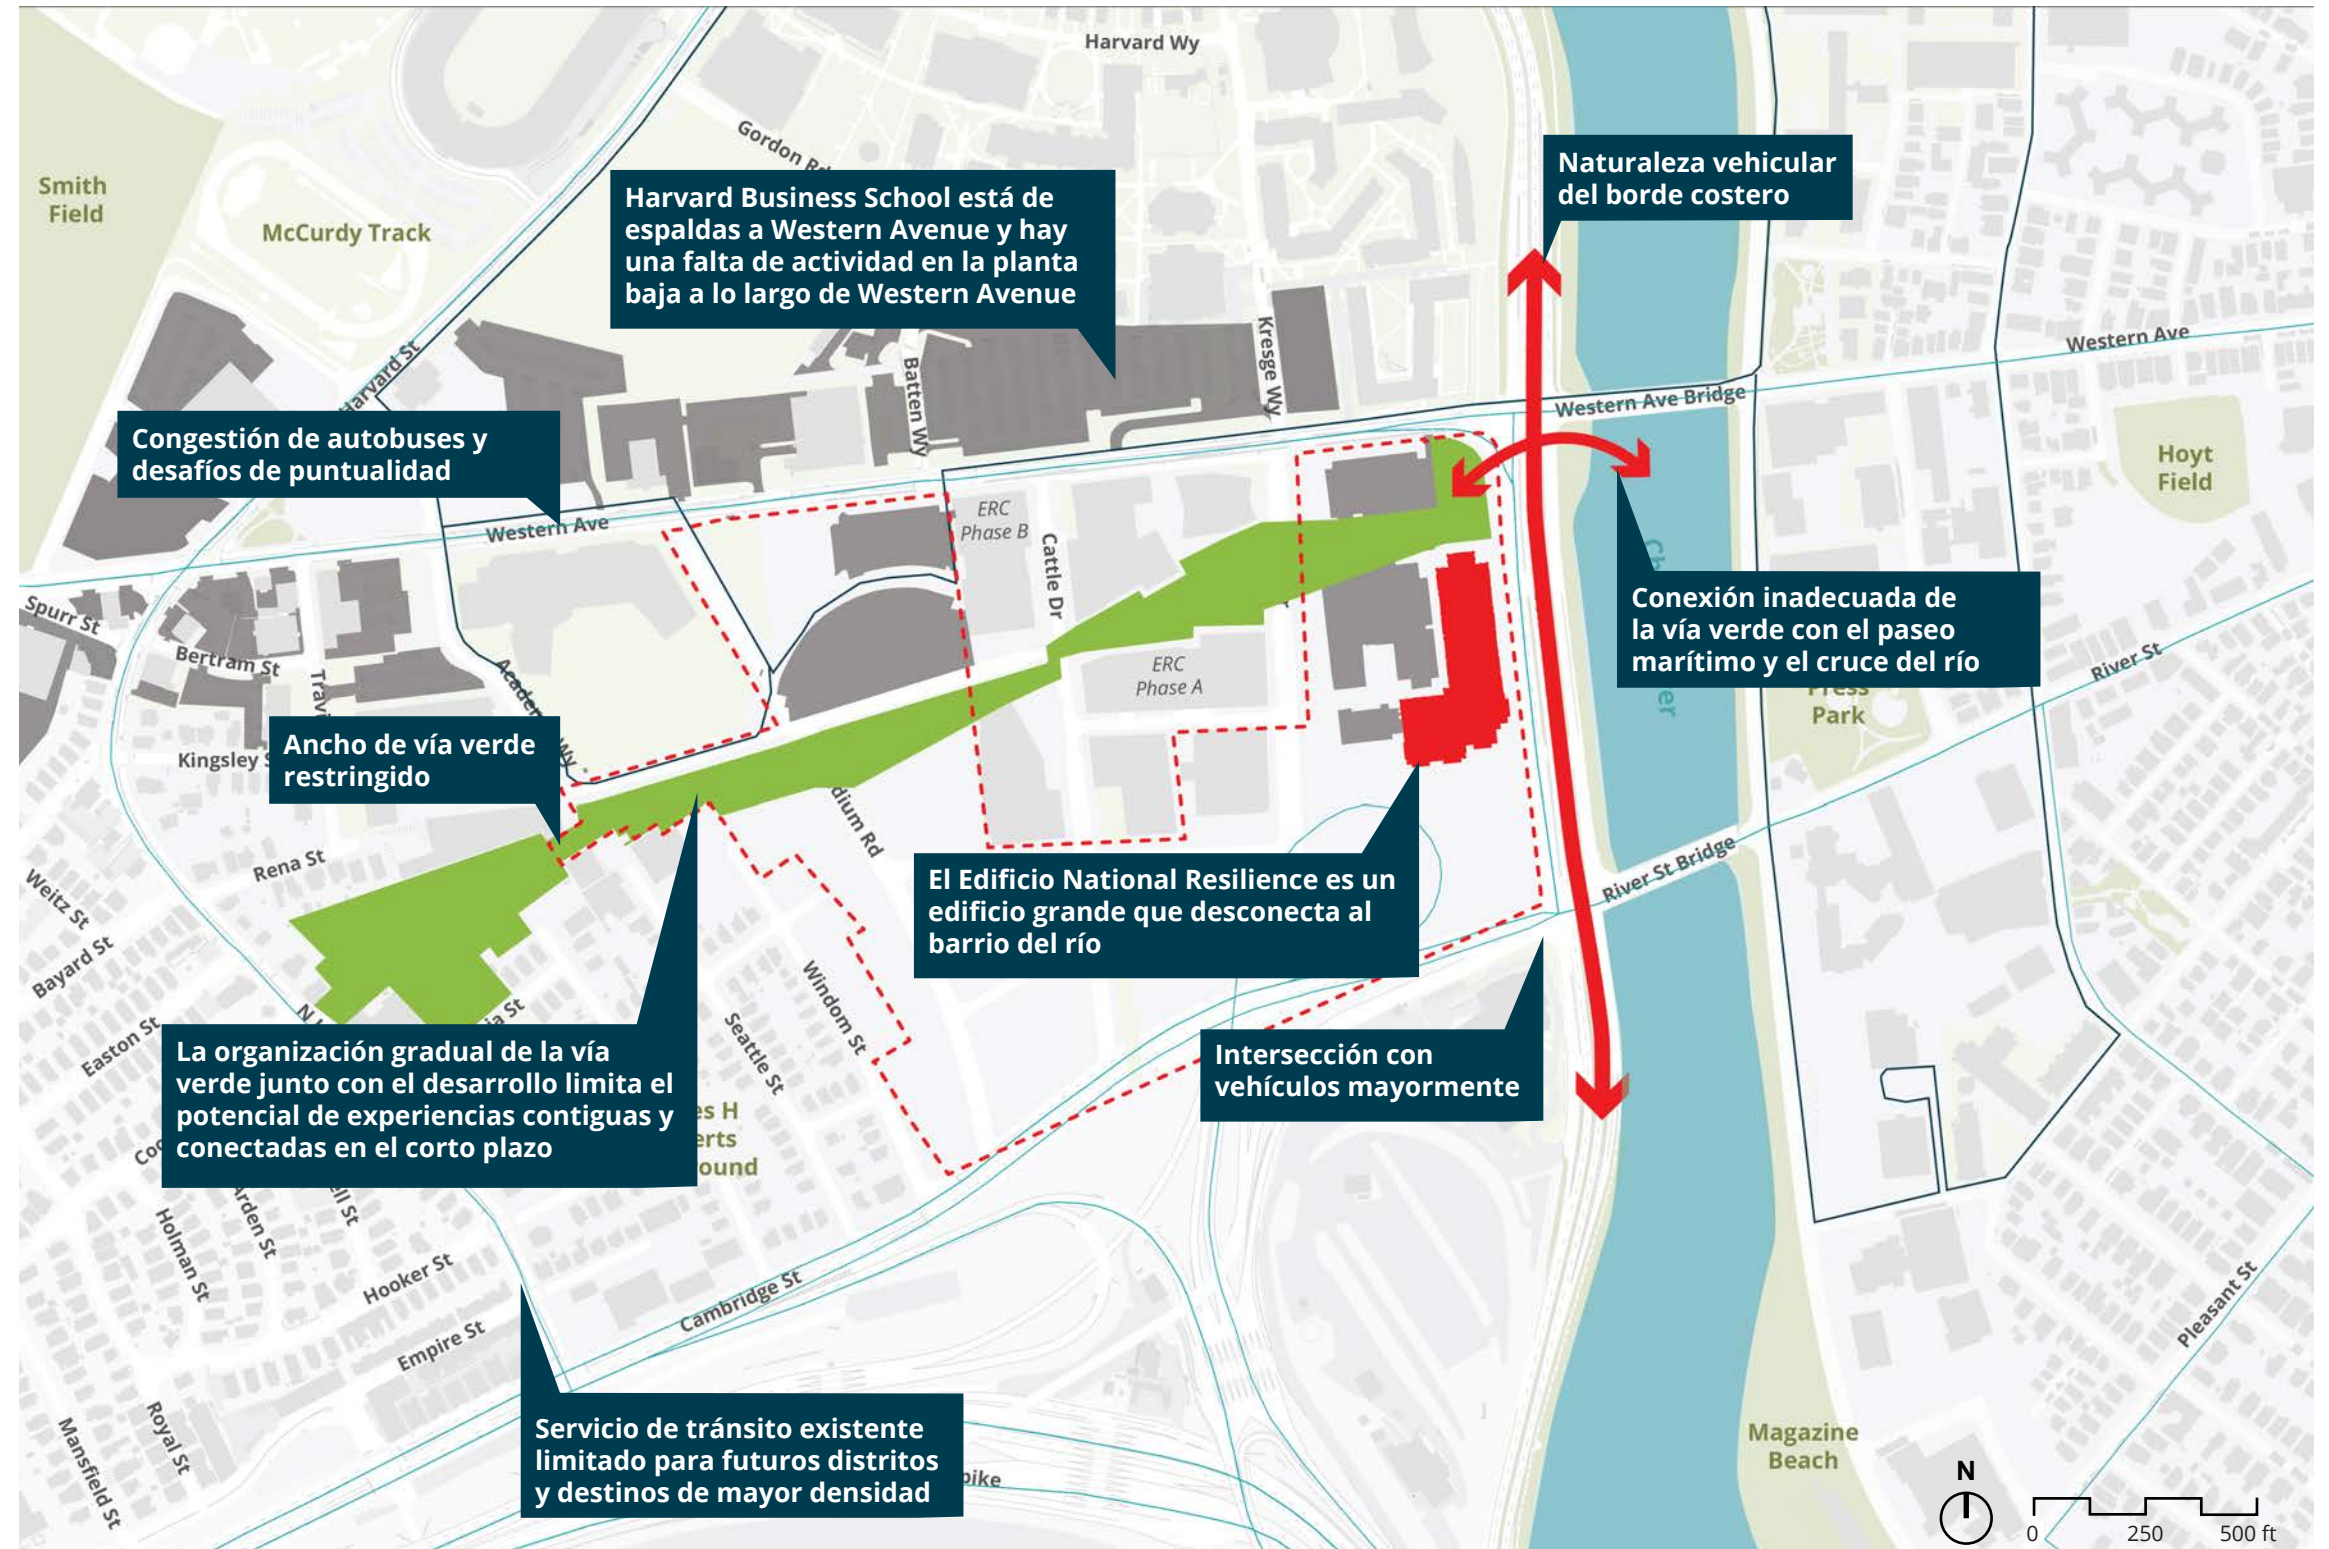 Harvard Wy
Gordon Rd
Smith
Field
McCurdy Track
Naturaleza vehicular
del borde costero
Harvard Business School está de
espaldas a Western Avenue y hay
una falta de actividad en la planta
baja a lo largo de Western Avenue
Harvard St
Batten Wy
Kresge Wy
Western Ave
Western Ave Bridge
Congestión de autobuses y
desafíos de puntualidad
Hoyt
Field
Western Ave
ERC
Phase B
Cattle Dr
Conexión inadecuada de
la vía verde con el paseo
marítimo y el cruce del río
Spurr St
Bertram St
ERC
Phase A
River St
Press
Park
Ancho de vía verde
restringido
Kingsley
Rena St
River St Bridge
El Edificio National Resilience es un
edificio grande que desconecta al
barrio del río
Weitz St
Bayard St
Easton St
Windom St
Seattle St
La organización gradual de la vía
verde junto con el desarrollo limita el
potencial de experiencias contiguas y
conectadas en el corto plazo
Intersección con
vehículos mayormente
Holman St
Hooker St
Empire St
Cambridge St
Pleasant St
Royal St
Mansfield St
Servicio de tránsito existente
limitado para futuros distritos
y destinos de mayor densidad
Magazine
Beach
N
0 250 500 ft